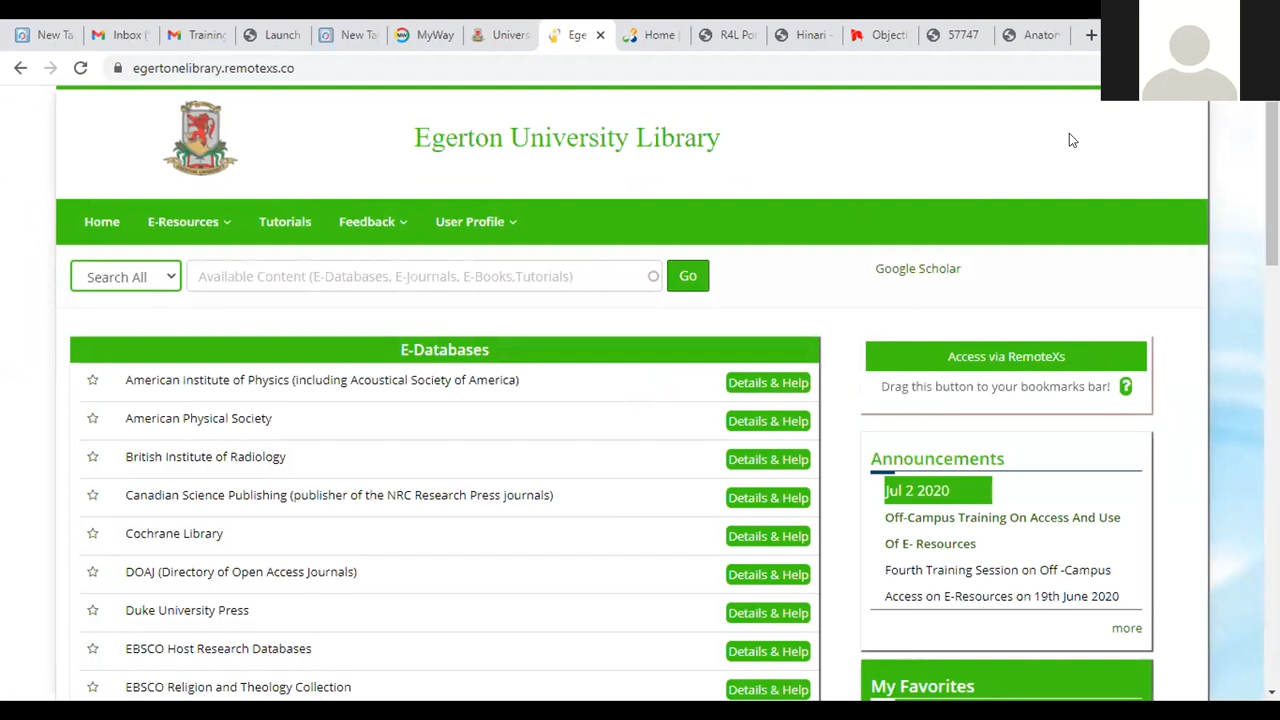 New Ta
Inbox (
Training
Launch
New Ta
MyWay
Univers
Ege
Home |
R4L Po
Hinari -
Objecti
57747
Anator
egertonelibrary.remotexs.co
Egerton University Library
Home
E-Resources
Tutorials
Feedback
User Profile
Search All
Available Content (E-Databases, E-Journals, E-Books,Tutorials)
Go
Google Scholar
E-Databases
American Institute of Physics (including Acoustical Society of America)
Details & Help
American Physical Society
Details & Help
British Institute of Radiology
Details & Help
Canadian Science Publishing (publisher of the NRC Research Press journals)
Details & Help
Cochrane Library
Details & Help
DOAJ (Directory of Open Access Journals)
Details & Help
Duke University Press
Details & Help
EBSCO Host Research Databases
Details & Help
EBSCO Religion and Theology Collection
Details & Help
Access via RemoteXs
Drag this button to your bookmarks bar! ?
Announcements
Jul 2 2020
Off-Campus Training On Access And Use
Of E- Resources
Fourth Training Session on Off -Campus
Access on E-Resources on 19th June 2020
more
My Favorites